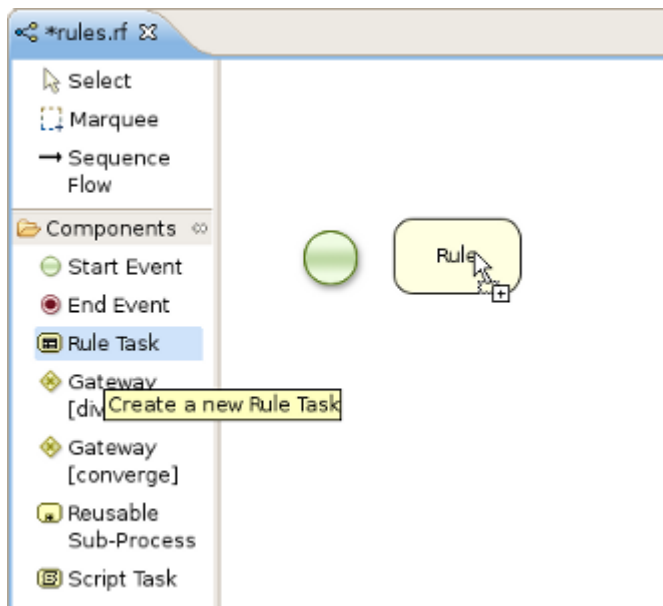 *rules.rf
Select
Marquee
Sequence
Flow
Components
Start Event
End Event
Rule Task
Gateway
[div
Create a new Rule Task
Gateway
[converge]
Reusable
Sub-Process
Script Task
Rule